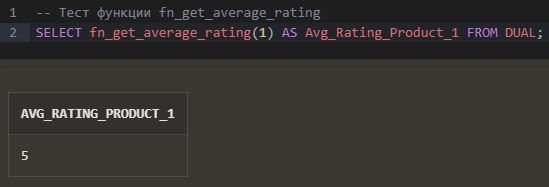 1 -- Тест функции fn_get_average_rating
2 SELECT fn_get_average_rating(1) AS Avg_Rating_Product_1 FROM DUAL;
AVG_RATING_PRODUCT_1
5